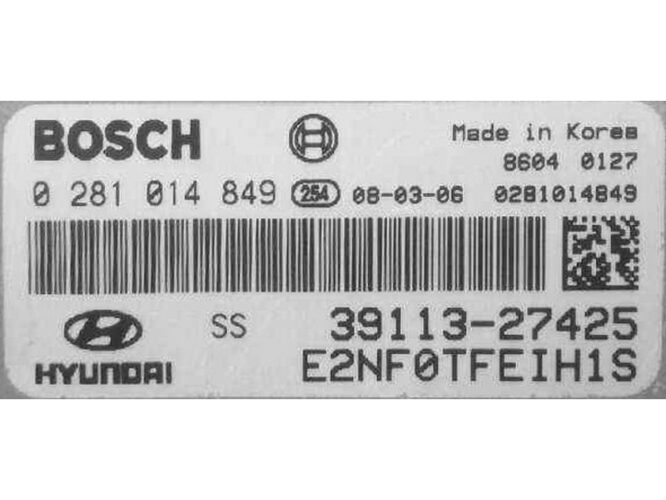 BOSCH
Made in Korea
8604 0127
0 281 014 849 254 08-03-06 0281014849
SS 39113-27425
HYUNDAI E2NF0TFEIH1S